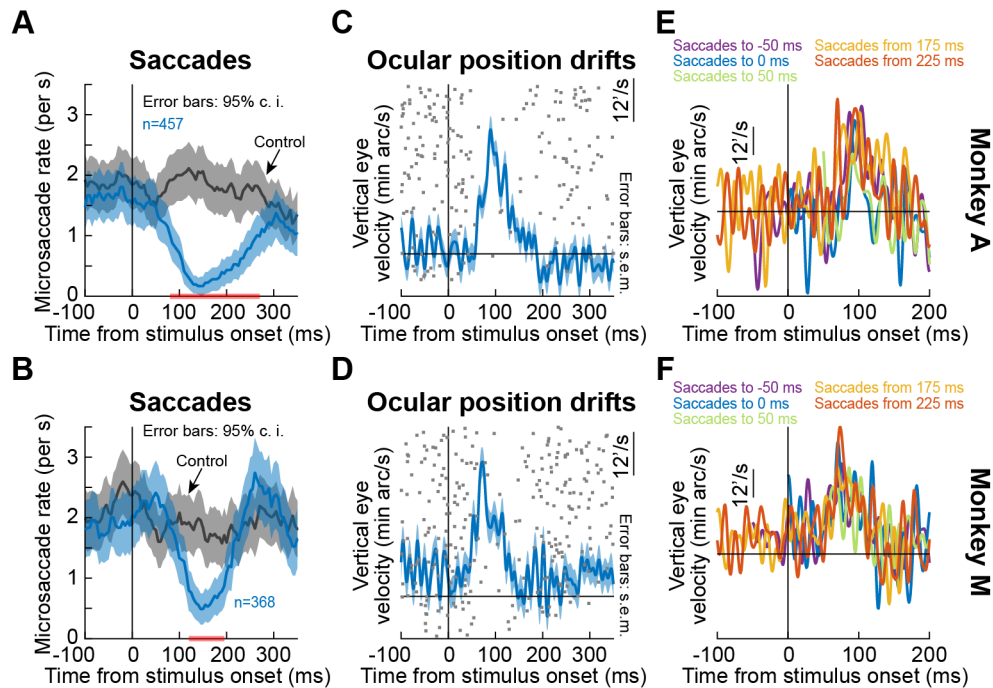 A
Saccades
Microsaccade rate (per s)
3
2
1
0
Error bars: 95% c. i.
n=457
Control
-100 0 100 200 300
Time from stimulus onset (ms)
C
Ocular position drifts
Vertical eye
velocity (min arc/s)
12'/s
Error bars: s.e.m.
-100 0 100 200 300
Time from stimulus onset (ms)
E
Saccades to -50 ms
Saccades to 0 ms
Saccades to 50 ms
Saccades from 175 ms
Saccades from 225 ms
Vertical eye
velocity (min arc/s)
12'/s
-100 0 100 200
Time from stimulus onset (ms)
Monkey A
B
Saccades
Microsaccade rate (per s)
3
2
1
0
Error bars: 95% c. i.
Control
n=368
-100 0 100 200 300
Time from stimulus onset (ms)
D
Ocular position drifts
Vertical eye
velocity (min arc/s)
12'/s
Error bars: s.e.m.
-100 0 100 200 300
Time from stimulus onset (ms)
F
Saccades to -50 ms
Saccades to 0 ms
Saccades to 50 ms
Saccades from 175 ms
Saccades from 225 ms
Vertical eye
velocity (min arc/s)
12'/s
-100 0 100 200
Time from stimulus onset (ms)
Monkey M